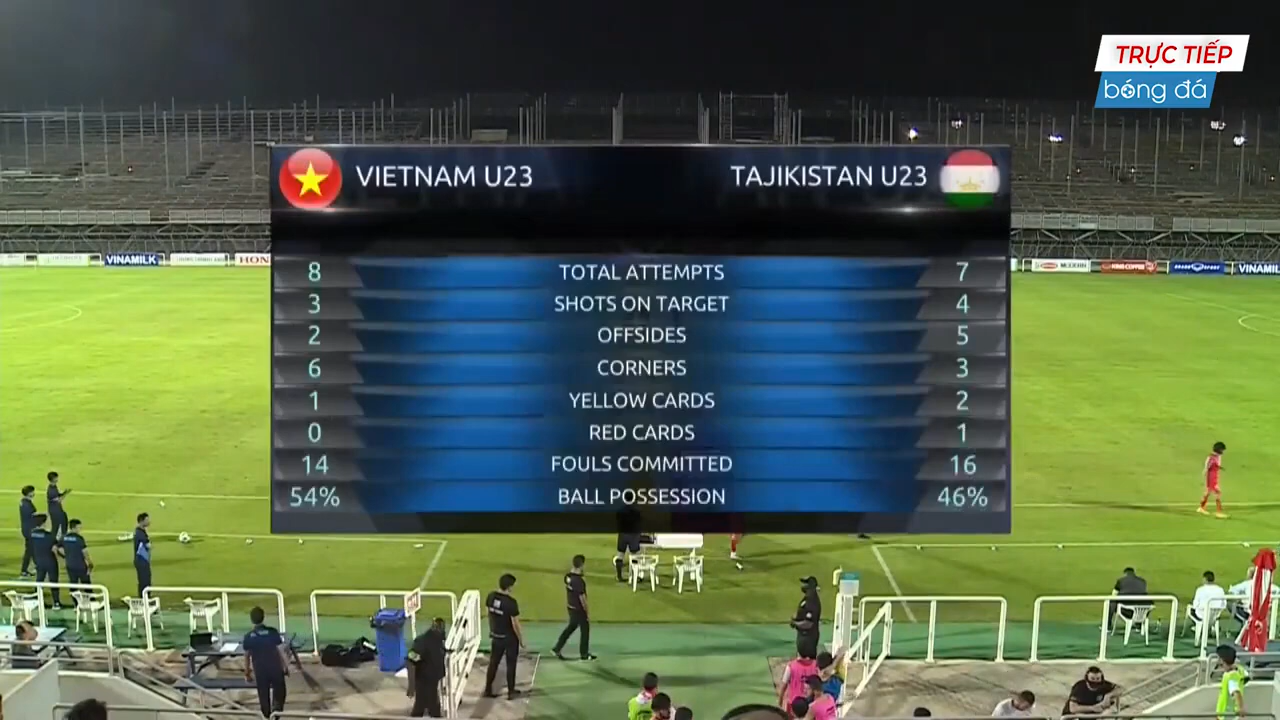 TRỰC TIẾP
bóng đá
VIETNAM U23 TAJIKISTAN U23
8 TOTAL ATTEMPTS 7
3 SHOTS ON TARGET 4
2 OFFSIDES 5
6 CORNERS 3
1 YELLOW CARDS 2
0 RED CARDS 1
14 FOULS COMMITTED 16
54% BALL POSSESSION 46%
VINAMILK
HON
VINAMIL